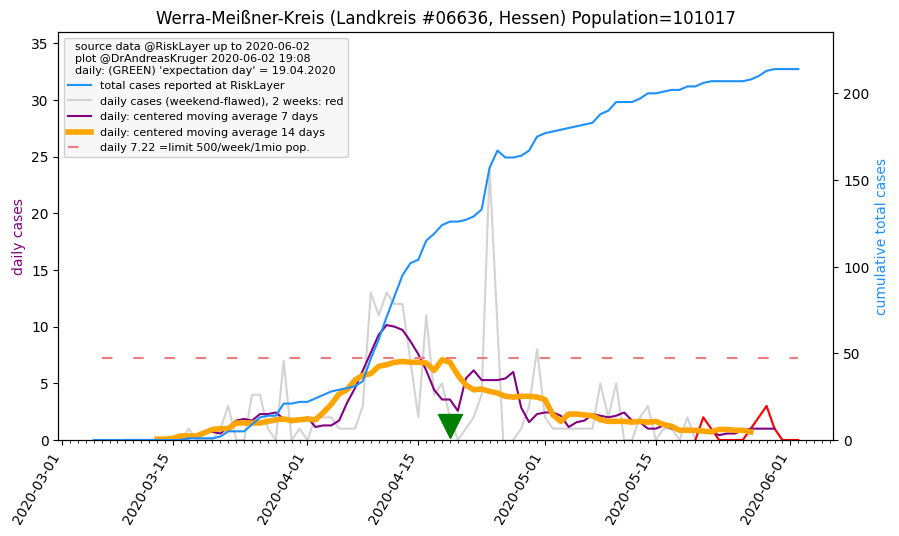 Werra-Meißner-Kreis (Landkreis #06636, Hessen) Population=101017
source data @RiskLayer up to 2020-06-02
plot @DrAndreasKruger 2020-06-02 19:08
daily: (GREEN) 'expectation day' = 19.04.2020
total cases reported at RiskLayer
daily cases (weekend-flawed), 2 weeks: red
daily: centered moving average 7 days
daily: centered moving average 14 days
daily 7.22 =limit 500/week/1mio pop.
daily cases
35
30
25
20
15
10
5
0
cumulative total cases
200
150
100
50
0
2020-03-01
2020-03-15
2020-04-01
2020-04-15
2020-05-01
2020-05-15
2020-06-01